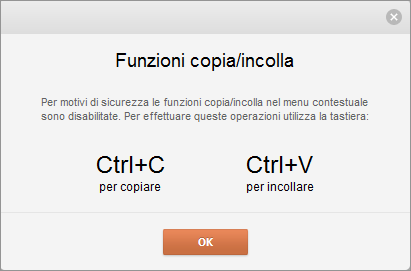 Funzioni copia/incolla
Per motivi di sicurezza le funzioni copia/incolla nel menu contestuale
sono disabilitate. Per effettuare queste operazioni utilizza la tastiera:
Ctrl+C Ctrl+V
per copiare per incollare
OK